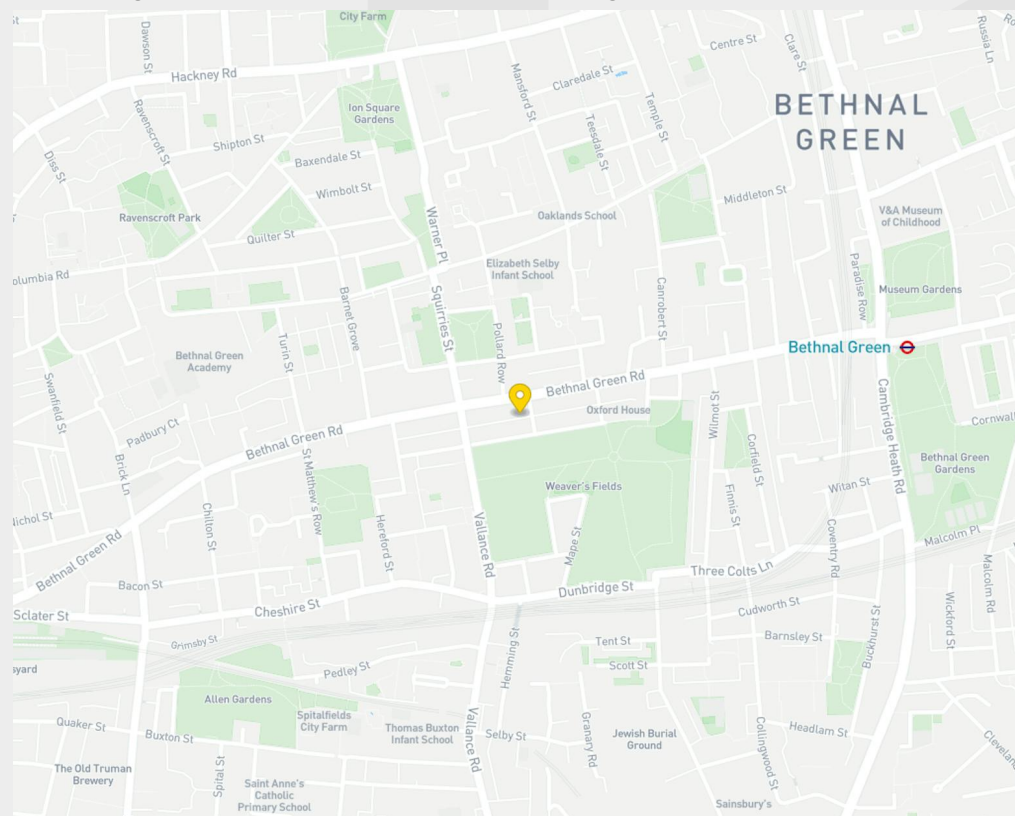 City Farm
Dawson St
Hackney Rd
Centre St
Clare St
Russia Ln
Mansford St
Claredale St
Temple St
BETHNAL
GREEN
Ion Square
Gardens
Ravenscroft St
Shipton St
Teesdale St
Diss St
Baxendale St
Wimbolt St
Middleton St
Ravenscroft Park
Warner Pl
Oaklands School
V&A Museum
of Childhood
Quilter St
Elizabeth Selby
Infant School
Paradise Row
olumbia Rd
Squirries St
Canrobert St
Museum Gardens
Barnet Grove
Pollard Row
Turin St
Bethnal Green
Bethnal Green
Academy
Swanfield St
Bethnal Green Rd
Oxford House
Wilmot St
Cambridge Heath Rd
Padbury Ct
Bethnal Green Rd
Cornwal
Corfield St
Brick Ln
St Matthew's Row
Bethnal Green
Gardens
Weaver's Fields
Witan St
Finnis St
Nichol St
Chilton St
Hereford St
Vallance Rd
Mape St
Coventry Rd
Malcolm Pl
Bethnal Green Rd
Three Colts Ln
Malcolm Rd
Bacon St
Dunbridge St
Cheshire St
Cudworth St
Wickford St
Sclater St
Buckhurst St
Grimsby St
Barnsley St
Tent St
Hemming St
Scott St
syard
Pedley St
Allen Gardens
Spitalfields
City Farm
Quaker St
Thomas Buxton
Infant School
Vallance Rd
Selby St
Granary Rd
Jewish Burial
Ground
Collingwood St
Headlam St
Buxton St
Cleveland
The Old Truman
Brewery
Spital St
Saint Anne's
Catholic
Primary School
Sainsbury's